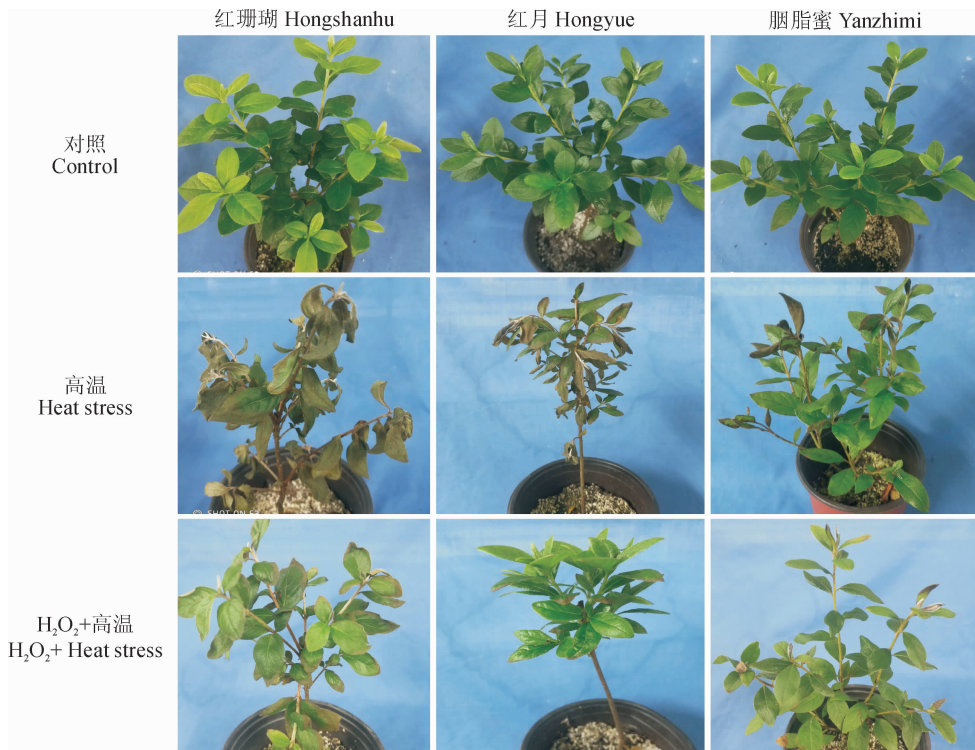 红珊瑚 Hongshanhu
红月 Hongyue
胭脂蜜 Yanzhimi
对照
Control
高温
Heat stress
SHOT ON
H₂O₂+高温
H₂O₂+ Heat stress